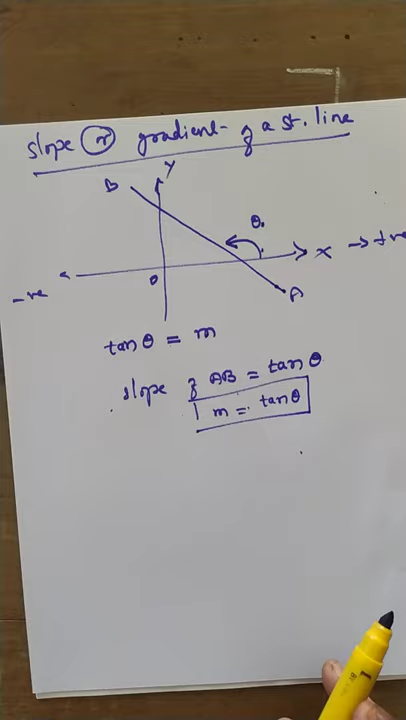 slope or gradient of a st. line
B Y
θ.
X → +ve
-ve
O
A
tan θ = m
slope of AB = tan θ
m = tan θ